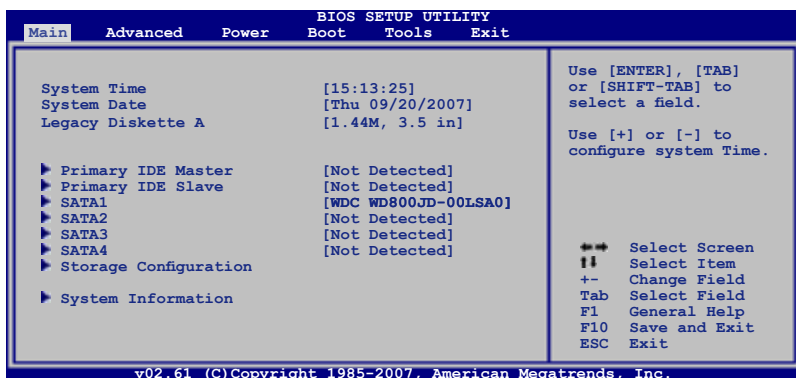 BIOS SETUP UTILITY
Main Advanced Power Boot Tools Exit
System Time [15:13:25]
System Date [Thu 09/20/2007]
Legacy Diskette A [1.44M, 3.5 in]
Primary IDE Master [Not Detected]
Primary IDE Slave [Not Detected]
SATA1 [WDC WD800JD-00LSA0]
SATA2 [Not Detected]
SATA3 [Not Detected]
SATA4 [Not Detected]
Storage Configuration
System Information
Use [ENTER], [TAB]
or [SHIFT-TAB] to
select a field.
Use [+] or [-] to
configure system Time.
Select Screen
Select Item
+- Change Field
Tab Select Field
F1 General Help
F10 Save and Exit
ESC Exit
v02.61 (C)Copyright 1985-2007, American Megatrends, Inc.